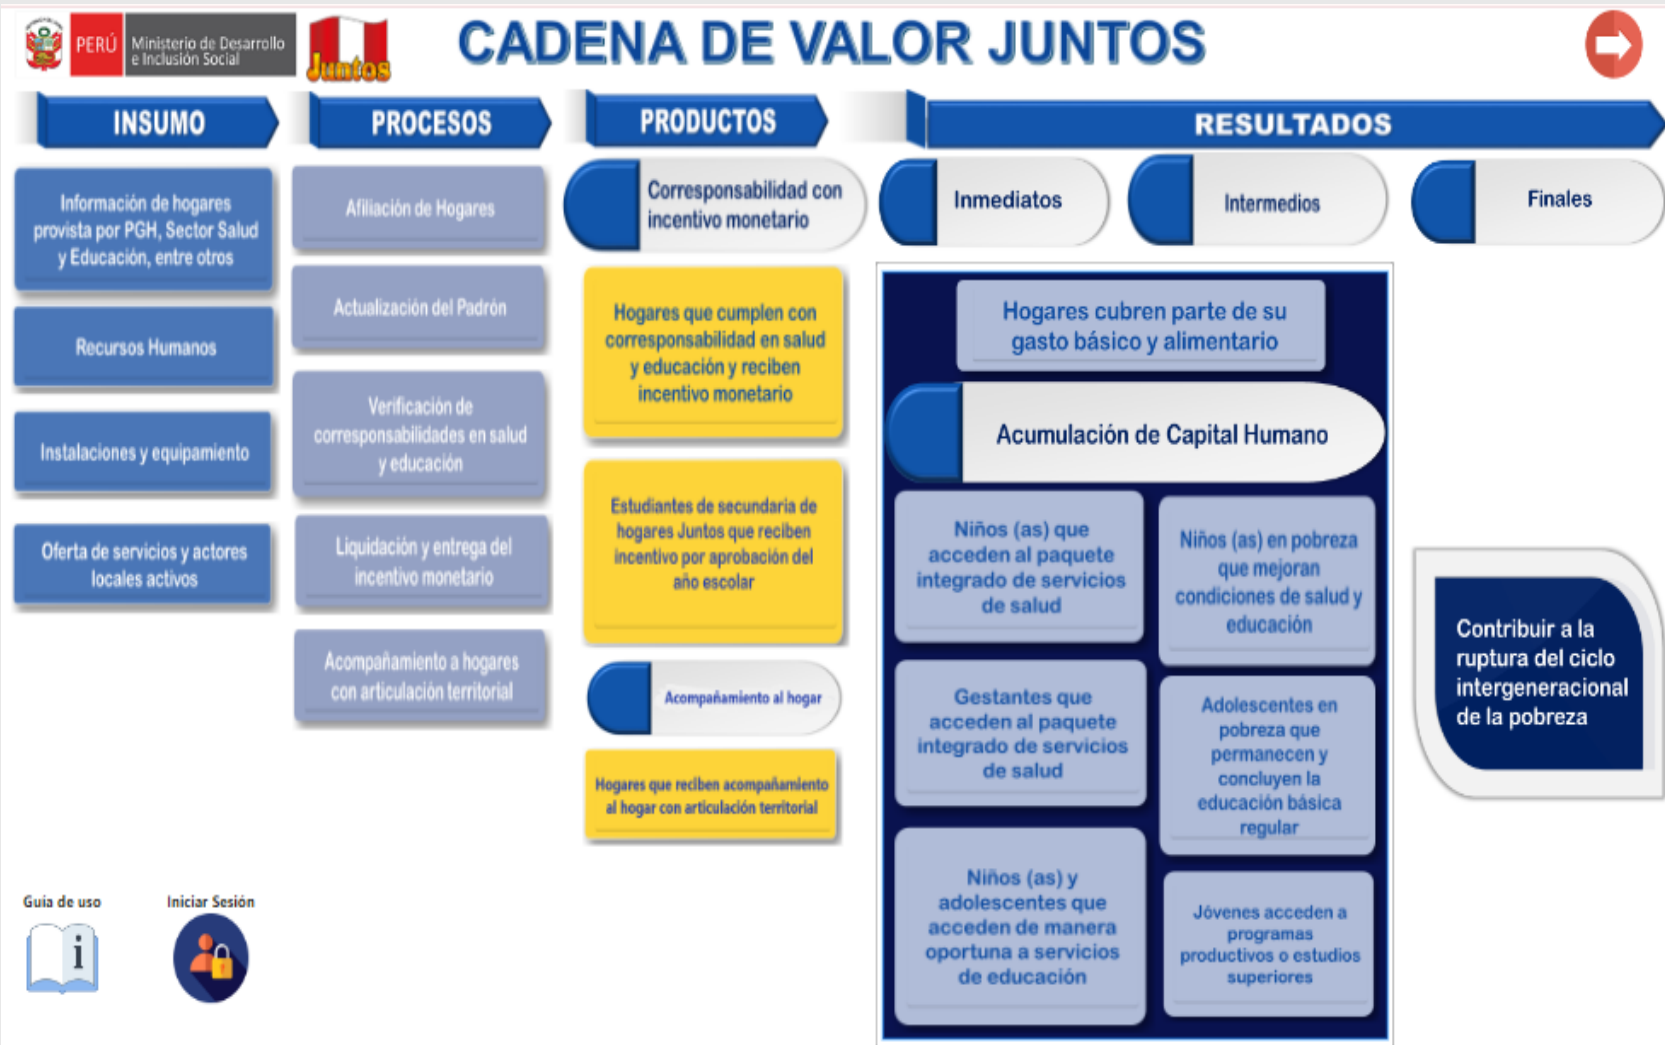 PERÚ
Ministerio de Desarrollo
e Inclusión Social
Juntos
CADENA DE VALOR JUNTOS
INSUMO
Información de hogares
provista por PGH, Sector Salud
y Educación, entre otros
Recursos Humanos
Instalaciones y equipamiento
Oferta de servicios y actores
locales activos
PROCESOS
Afiliación de Hogares
Actualización del Padrón
Verificación de
corresponsabilidades en salud
y educación
Liquidación y entrega del
incentivo monetario
Acompañamiento a hogares
con articulación territorial
PRODUCTOS
Corresponsabilidad con
incentivo monetario
Hogares que cumplen con
corresponsabilidad en salud
y educación y reciben
incentivo monetario
Estudiantes de secundaria de
hogares Juntos que reciben
incentivo por aprobación del
año escolar
Acompañamiento al hogar
Hogares que reciben acompañamiento
al hogar con articulación territorial
RESULTADOS
Inmediatos
Intermedios
Finales
Hogares cubren parte de su
gasto básico y alimentario
Acumulación de Capital Humano
Niños (as) que
acceden al paquete
integrado de servicios
de salud
Gestantes que
acceden al paquete
integrado de servicios
de salud
Niños (as) y
adolescentes que
acceden de manera
oportuna a servicios
de educación
Niños (as) en pobreza
que mejoran
condiciones de salud y
educación
Adolescentes en
pobreza que
permanecen y
concluyen la
educación básica
regular
Jóvenes acceden a
programas
productivos o estudios
superiores
Contribuir a la
ruptura del ciclo
intergeneracional
de la pobreza
Guia de uso
i
Iniciar Sesión